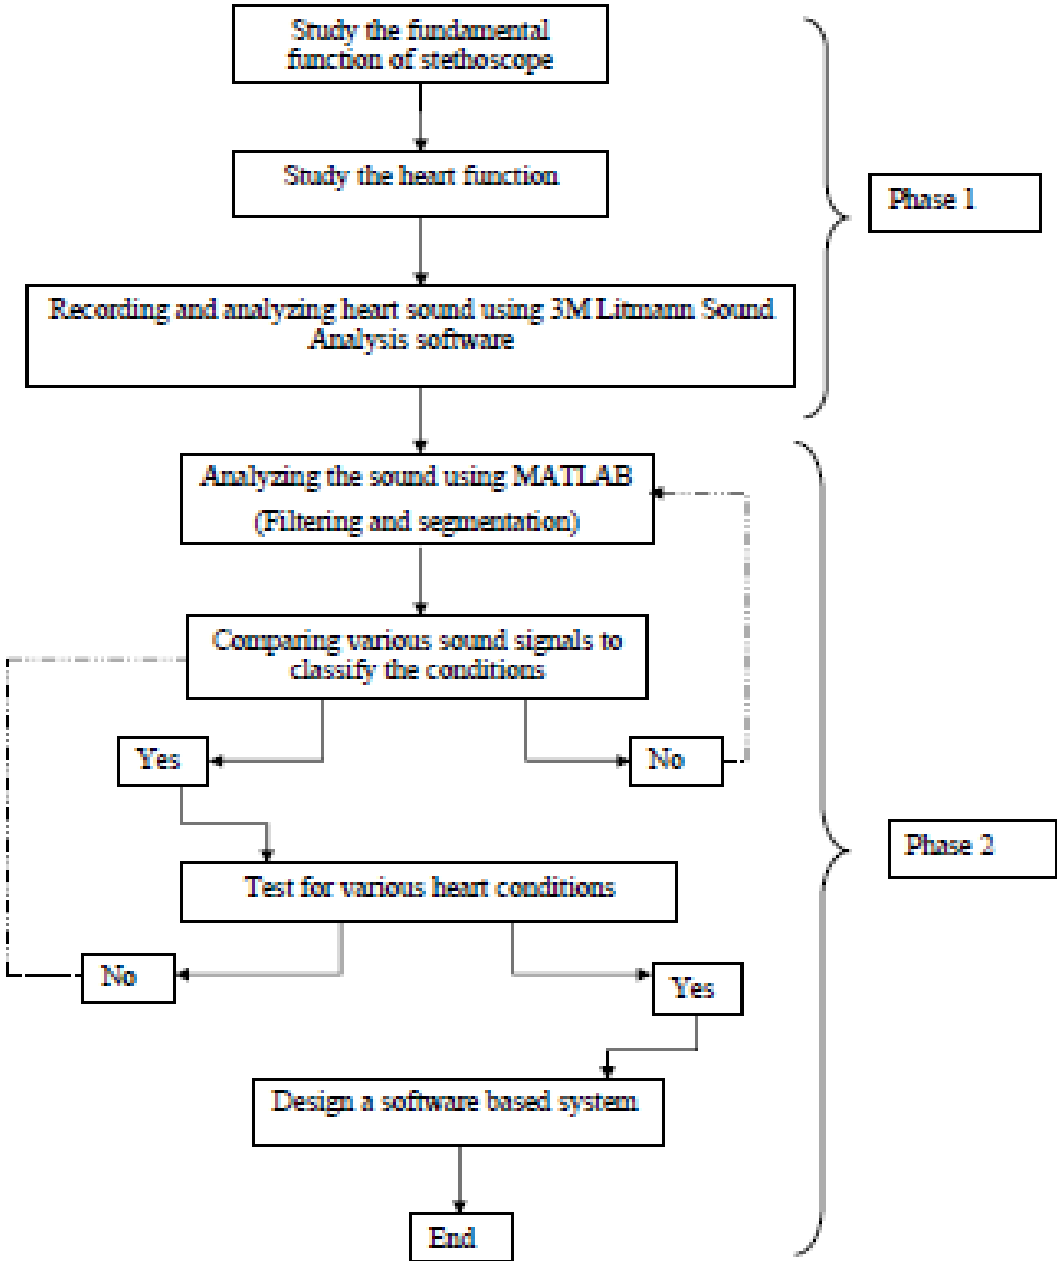 Study the fundamental
function of stethoscope
Study the heart function
Phase 1
Recording and analyzing heart sound using 3M Litmann Sound
Analysis software
Analyzing the sound using MATLAB
(Filtering and segmentation)
Comparing various sound signals to
classify the conditions
Yes
No
Phase 2
Test for various heart conditions
No
Yes
Design a software based system
End